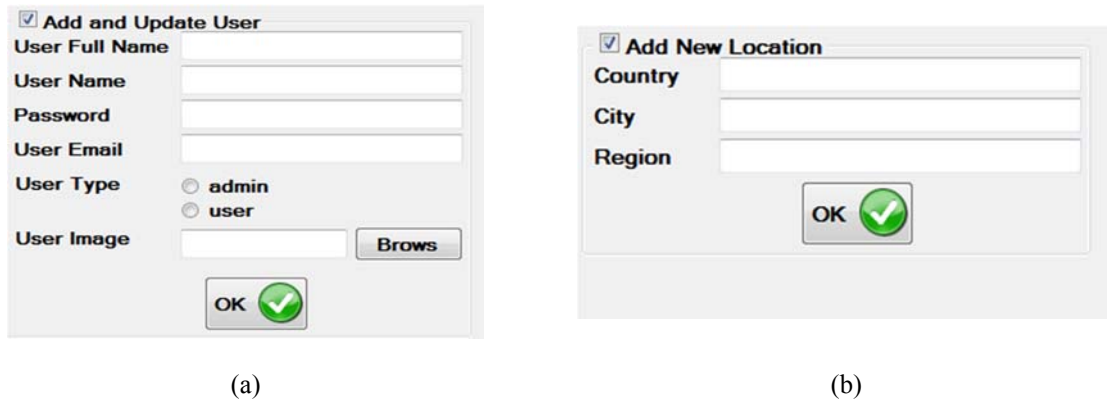 Add and Update User
User Full Name
User Name
Password
User Email
User Type
admin
user
User Image
Brows
OK
(a)
Add New Location
Country
City
Region
OK
(b)